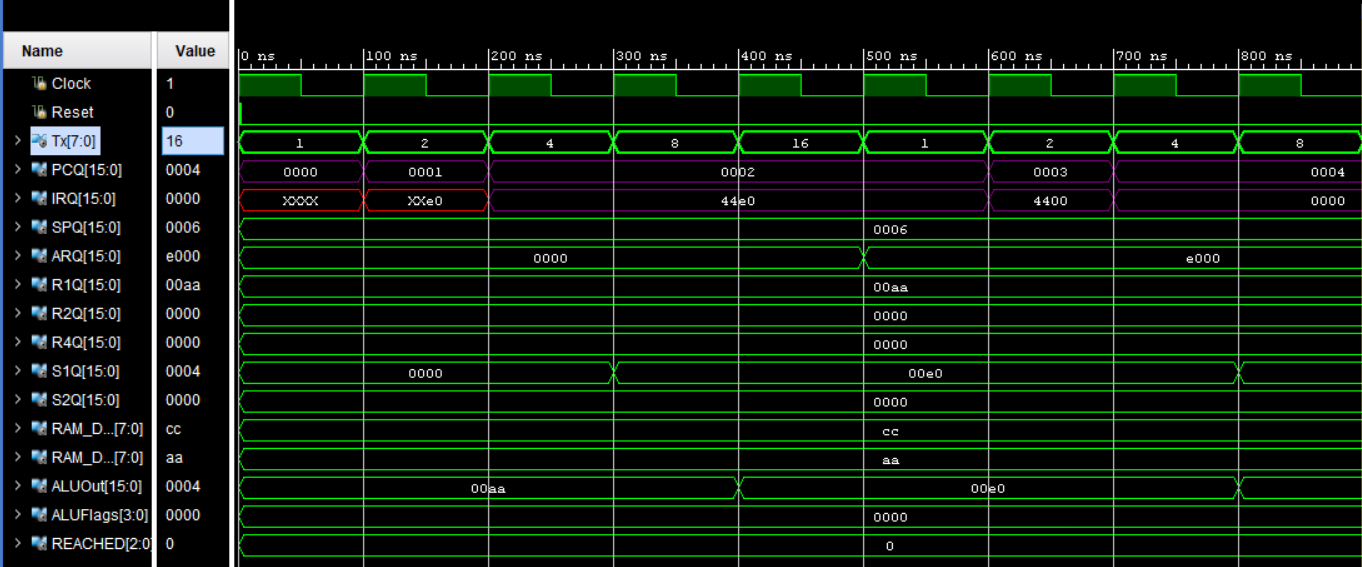 Name Value 0 ns 100 ns 200 ns 300 ns 400 ns 500 ns 600 ns 700 ns 800 ns
Clock 1
Reset 0
Tx[7:0] 16 1 2 4 8 16 1 2 4 8
PCQ[15:0] 0004 0000 0001 0002 0003 0004
IRQ[15:0] 0000 XXXX XXe0 44e0 4400 0000
SPQ[15:0] 0006 0006
ARQ[15:0] e000 0000 e000
R1Q[15:0] 00aa 00aa
R2Q[15:0] 0000 0000
R4Q[15:0] 0000 0000
S1Q[15:0] 0004 0000 00e0
S2Q[15:0] 0000 0000
RAM_D...[7:0] cc cc
RAM_D...[7:0] aa aa
ALUOut[15:0] 0004 00aa 00e0
ALUFlags[3:0] 0000 0000
REACHED[2:0] 0 0